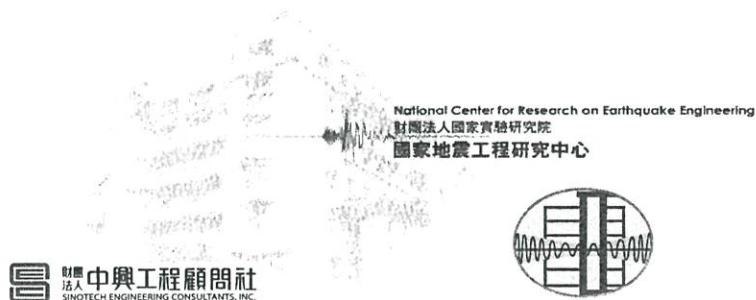 National Center for Research on Earthquake Engineering
財團法人國家實驗研究院
國家地震工程研究中心
財團法人 中興工程顧問社
SINOTECH ENGINEERING CONSULTANTS, INC.